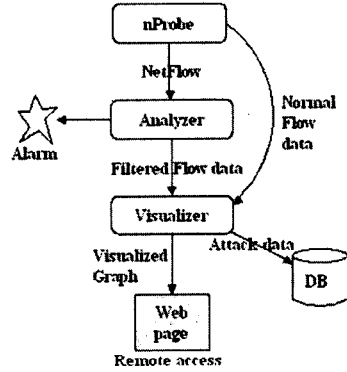 nProbe
NetFlow
Normal
Flow
data
Analyzer
Alarm
Filtered Flow data
Visualizer
Visualized
Graph
Attack data
DB
Web
page
Remote access